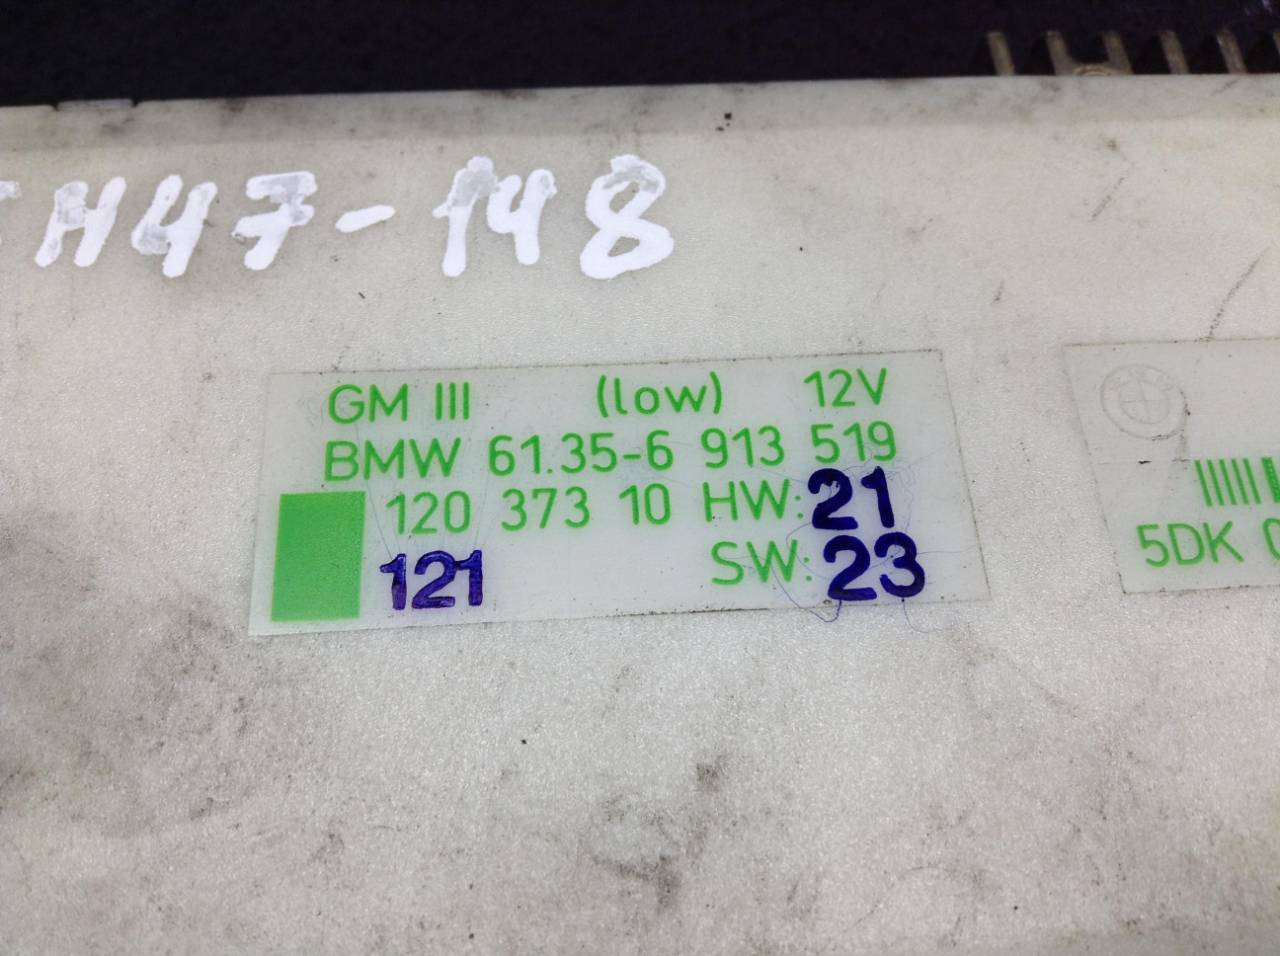 H47-148
GM III (low) 12V
BMW 61.35-6 913 519
120 373 10 HW: 21
121 SW: 23
5DK